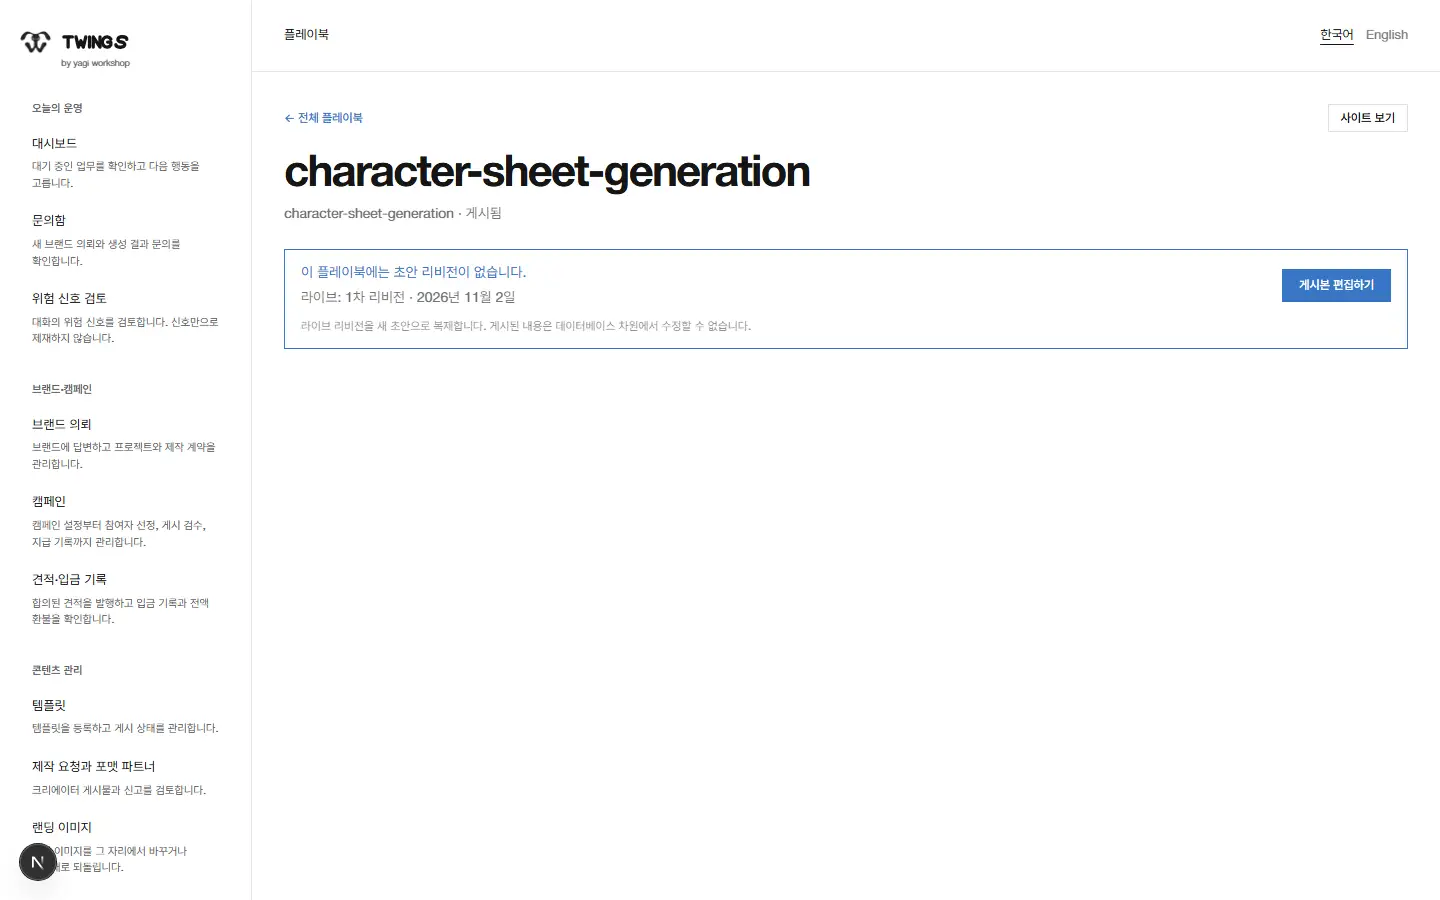 TWINGS
by yagi workshop
오늘의 운영
대시보드
대기 중인 업무를 확인하고 다음 행동을
고릅니다.
문의함
새 브랜드 의뢰와 생성 결과 문의를
확인합니다.
위험 신호 검토
대화의 위험 신호를 검토합니다. 신호만으로
제재하지 않습니다.
브랜드·캠페인
브랜드 의뢰
브랜드에 답변하고 프로젝트와 제작 계약을
관리합니다.
캠페인
캠페인 설정부터 참여자 선정, 게시 검수,
지급 기록까지 관리합니다.
견적·입금 기록
합의된 견적을 발행하고 입금 기록과 전액
환불을 확인합니다.
콘텐츠 관리
템플릿
템플릿을 등록하고 게시 상태를 관리합니다.
제작 요청과 포맷 파트너
크리에이터 게시물과 신고를 검토합니다.
랜딩 이미지
이미지를 그 자리에서 바꾸거나
되돌립니다.
N
플레이북
한국어 English
← 전체 플레이북
사이트 보기
character-sheet-generation
character-sheet-generation · 게시됨
이 플레이북에는 초안 리비전이 없습니다.
라이브: 1차 리비전 · 2026년 11월 2일
라이브 리비전을 새 초안으로 복제합니다. 게시된 내용은 데이터베이스 차원에서 수정할 수 없습니다.
게시본 편집하기